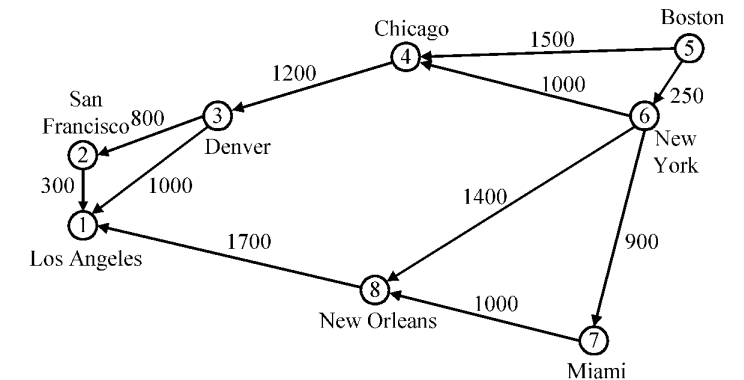 Boston
Chicago
1500
5
4
1200
1000
250
San
Francisco
800
3
6
New
York
Denver
2
300
1000
1400
1
1700
900
Los Angeles
8
1000
New Orleans
7
Miami